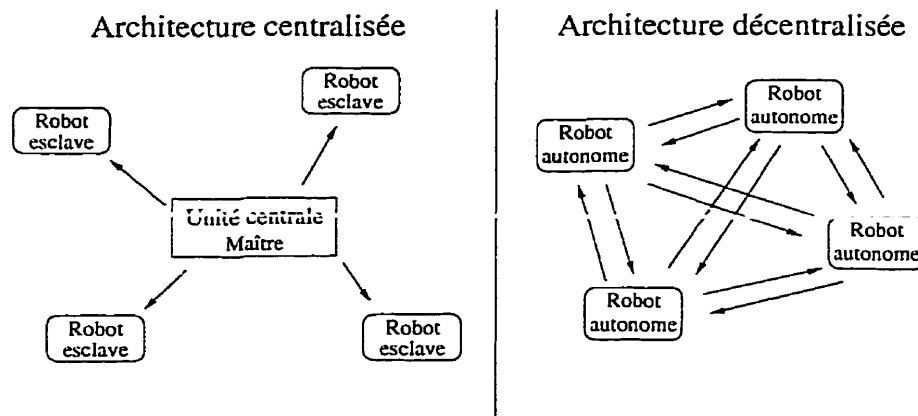 Architecture centralisée
Robot
esclave
Robot
esclave
Unité centrale
Maître
Robot
esclave
Robot
esclave
Architecture décentralisée
Robot
autonome
Robot
autonome
Robot
autonome
Robot
autonome